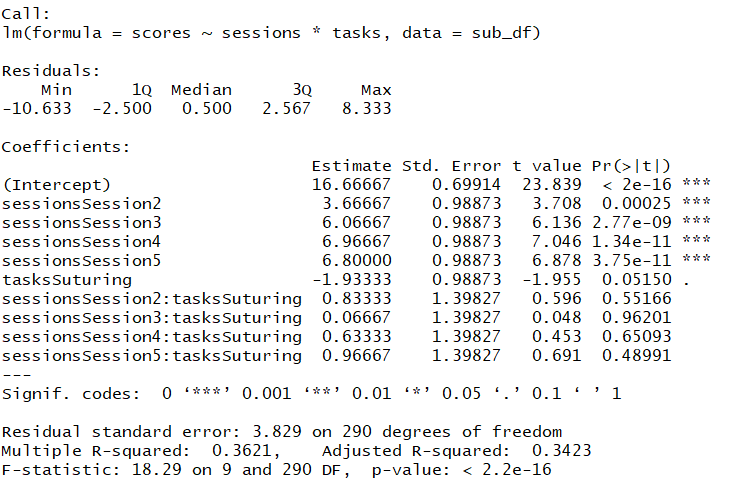 Call:
lm(formula = scores ~ sessions * tasks, data = sub_df)
Residuals:
    Min      1Q  Median      3Q     Max
-10.633  -2.500   0.500   2.567   8.333
Coefficients:
                              Estimate Std. Error t value Pr(>|t|)
(Intercept)                   16.66667    0.69914  23.839  < 2e-16 ***
sessionsSession2               3.66667    0.98873   3.708  0.00025 ***
sessionsSession3               6.06667    0.98873   6.136 2.77e-09 ***
sessionsSession4               6.96667    0.98873   7.046 1.34e-11 ***
sessionsSession5               6.80000    0.98873   6.878 3.75e-11 ***
tasksSuturing                 -1.93333    0.98873  -1.955  0.05150 .
sessionsSession2:tasksSuturing 0.83333    1.39827   0.596  0.55166
sessionsSession3:tasksSuturing 0.06667    1.39827   0.048  0.96201
sessionsSession4:tasksSuturing 0.63333    1.39827   0.453  0.65093
sessionsSession5:tasksSuturing 0.96667    1.39827   0.691  0.48991
---
Signif. codes:  0 ‘***’ 0.001 ‘**’ 0.01 ‘*’ 0.05 ‘.’ 0.1 ‘ ’ 1
Residual standard error: 3.829 on 290 degrees of freedom
Multiple R-squared:  0.3621,    Adjusted R-squared:  0.3423
F-statistic: 18.29 on 9 and 290 DF,  p-value: < 2.2e-16